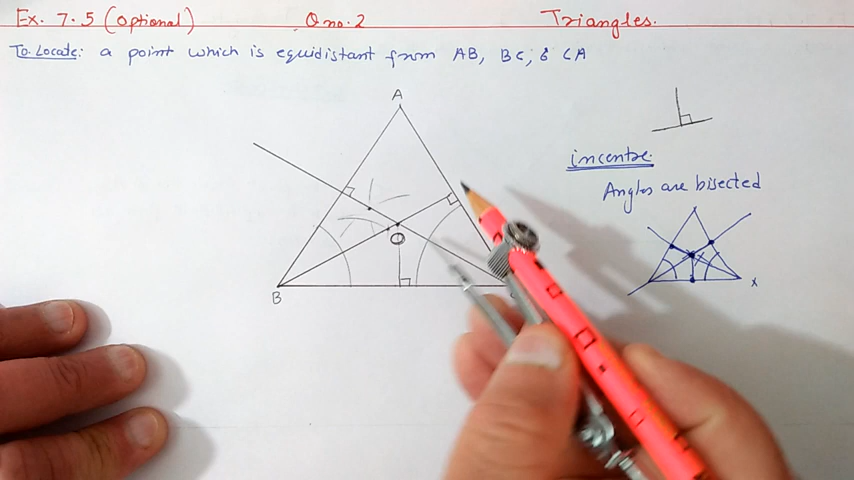 Ex. 7.5 (Optional) Q no. 2 Triangles.
To Locate: a point which is equidistant from AB, BC, & CA
A
incentre.
Angles are bisected
O
B
x